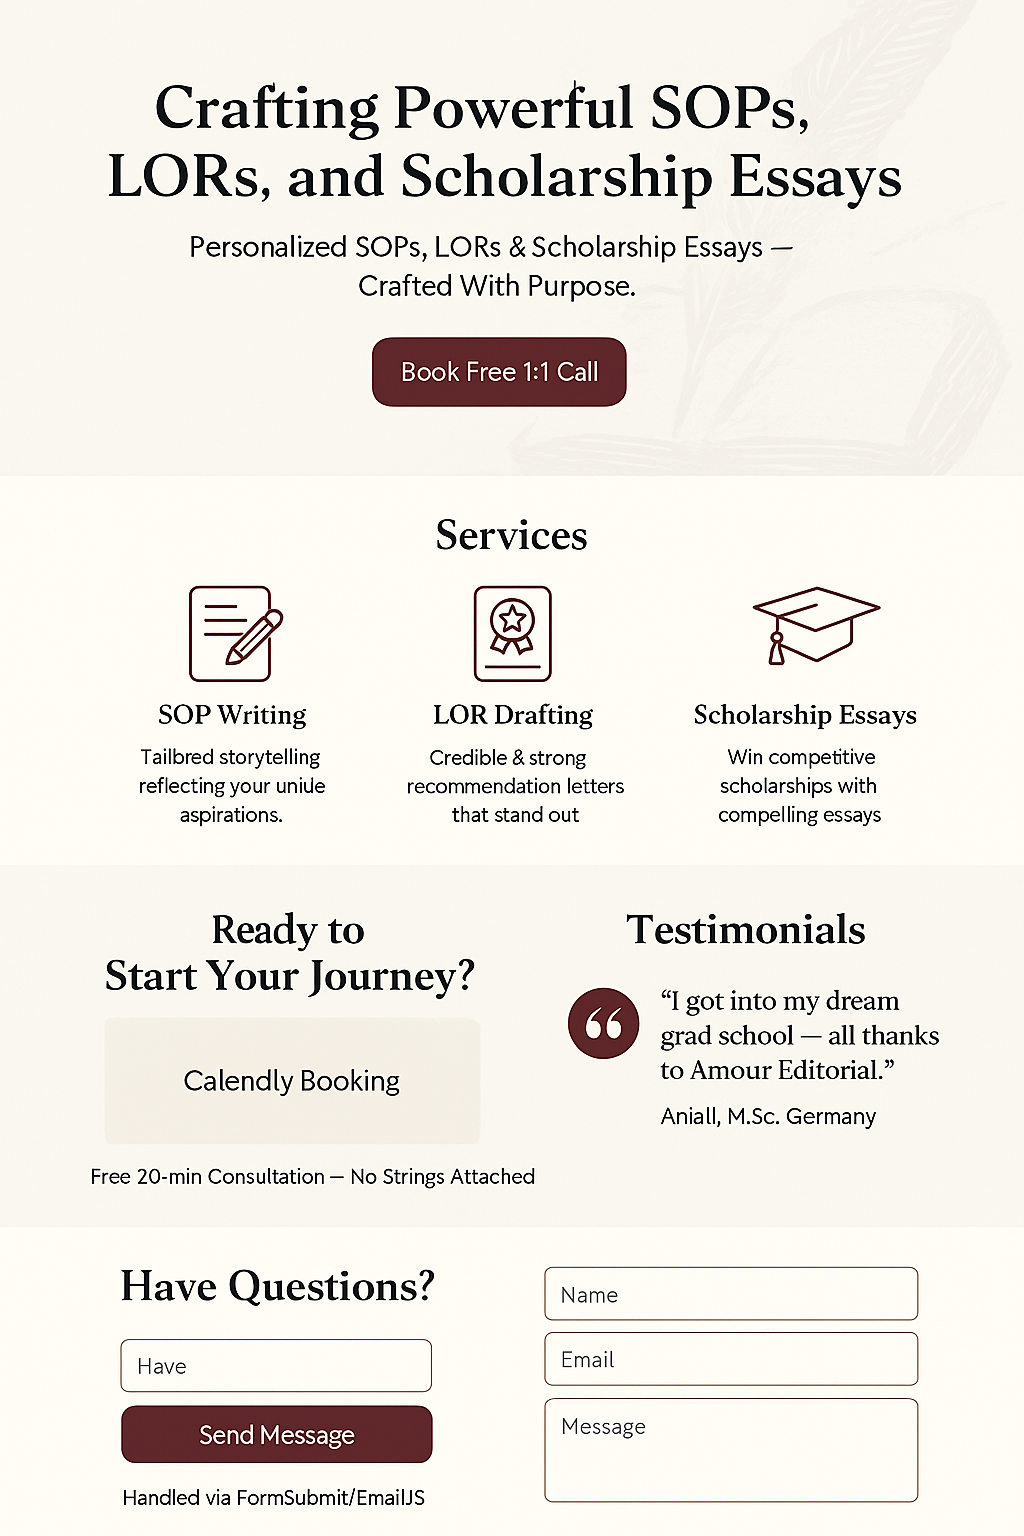 Crafting Powerful SOPs,
LORs, and Scholarship Essays
Personalized SOPs, LORs & Scholarship Essays —
Crafted With Purpose.
Book Free 1:1 Call
Services
SOP Writing
Tailbred storytelling
reflecting your uniɗe
aspirations.
LOR Drafting
Credible & strong
recommendation letters
that stand out
Scholarship Essays
Win competitive
scholarships with
compelling essays
Ready to
Start Your Journey?
Calendly Booking
Free 20-min Consultation – No Strings Attached
Testimonials
“I got into my dream
grad school — all thanks
to Amour Editorial.”
Aniall, M.Sc. Germany
Have Questions?
Have
Send Message
Handled via FormSubmit/EmailJS
Name
Email
Message